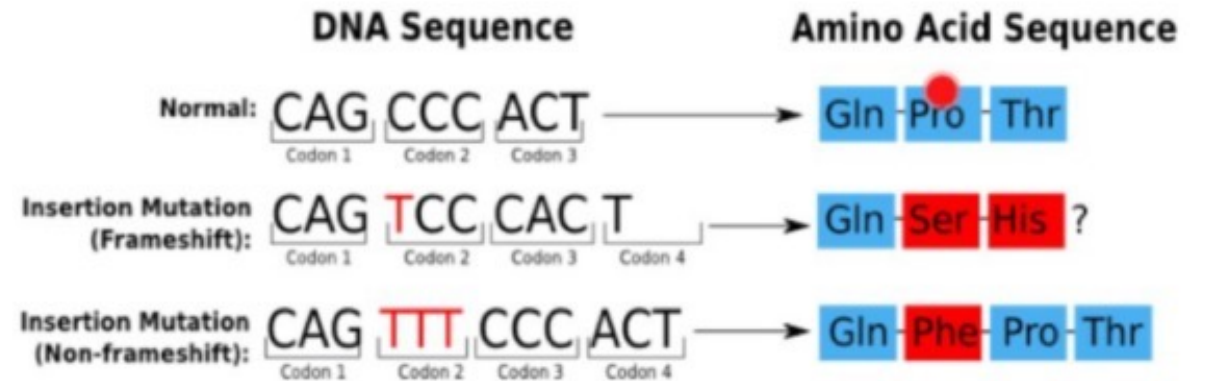 DNA Sequence Amino Acid Sequence
Normal: CAG CCC ACT Gln Pro Thr
Codon 1 Codon 2 Codon 3
Insertion Mutation
(Frameshift): CAG TCC CAC T Gln Ser His ?
Codon 1 Codon 2 Codon 3 Codon 4
Insertion Mutation
(Non-frameshift): CAG TTT CCC ACT Gln Phe Pro Thr
Codon 1 Codon 2 Codon 3 Codon 4